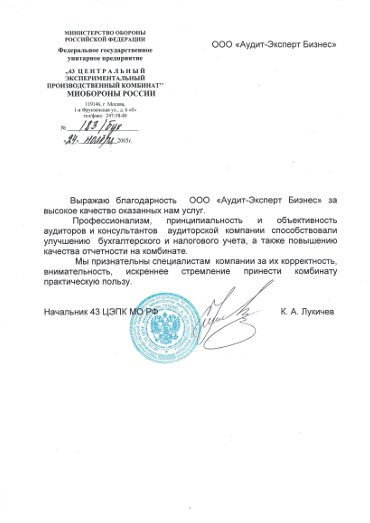 МИНИСТЕРСТВО ОБОРОНЫ
РОССИЙСКОЙ ФЕДЕРАЦИИ
Федеральное государственное
унитарное предприятие
„43 ЦЕНТРАЛЬНЫЙ
ЭКСПЕРИМЕНТАЛЬНЫЙ
ПРОИЗВОДСТВЕННЫЙ КОМБИНАТ"
МИОБОРОНЫ РОССИИ
119146, г. Москва,
1-я Фрунзенская ул., д. 6 «б»
тел/факс 247-58-84
№ 183/бух
«24» ноября 2005г.
ООО «Аудит-Эксперт Бизнес»
Выражаю благодарность ООО «Аудит-Эксперт Бизнес» за
высокое качество оказанных нам услуг.
Профессионализм, принципиальность и объективность
аудиторов и консультантов аудиторской компании способствовали
улучшению бухгалтерского и налогового учета, а также повышению
качества отчетности на комбинате.
Мы признательны специалистам компании за их корректность,
внимательность, искреннее стремление принести комбинату
практическую пользу.
Начальник 43 ЦЭПК МО РФ К. А. Лукичев